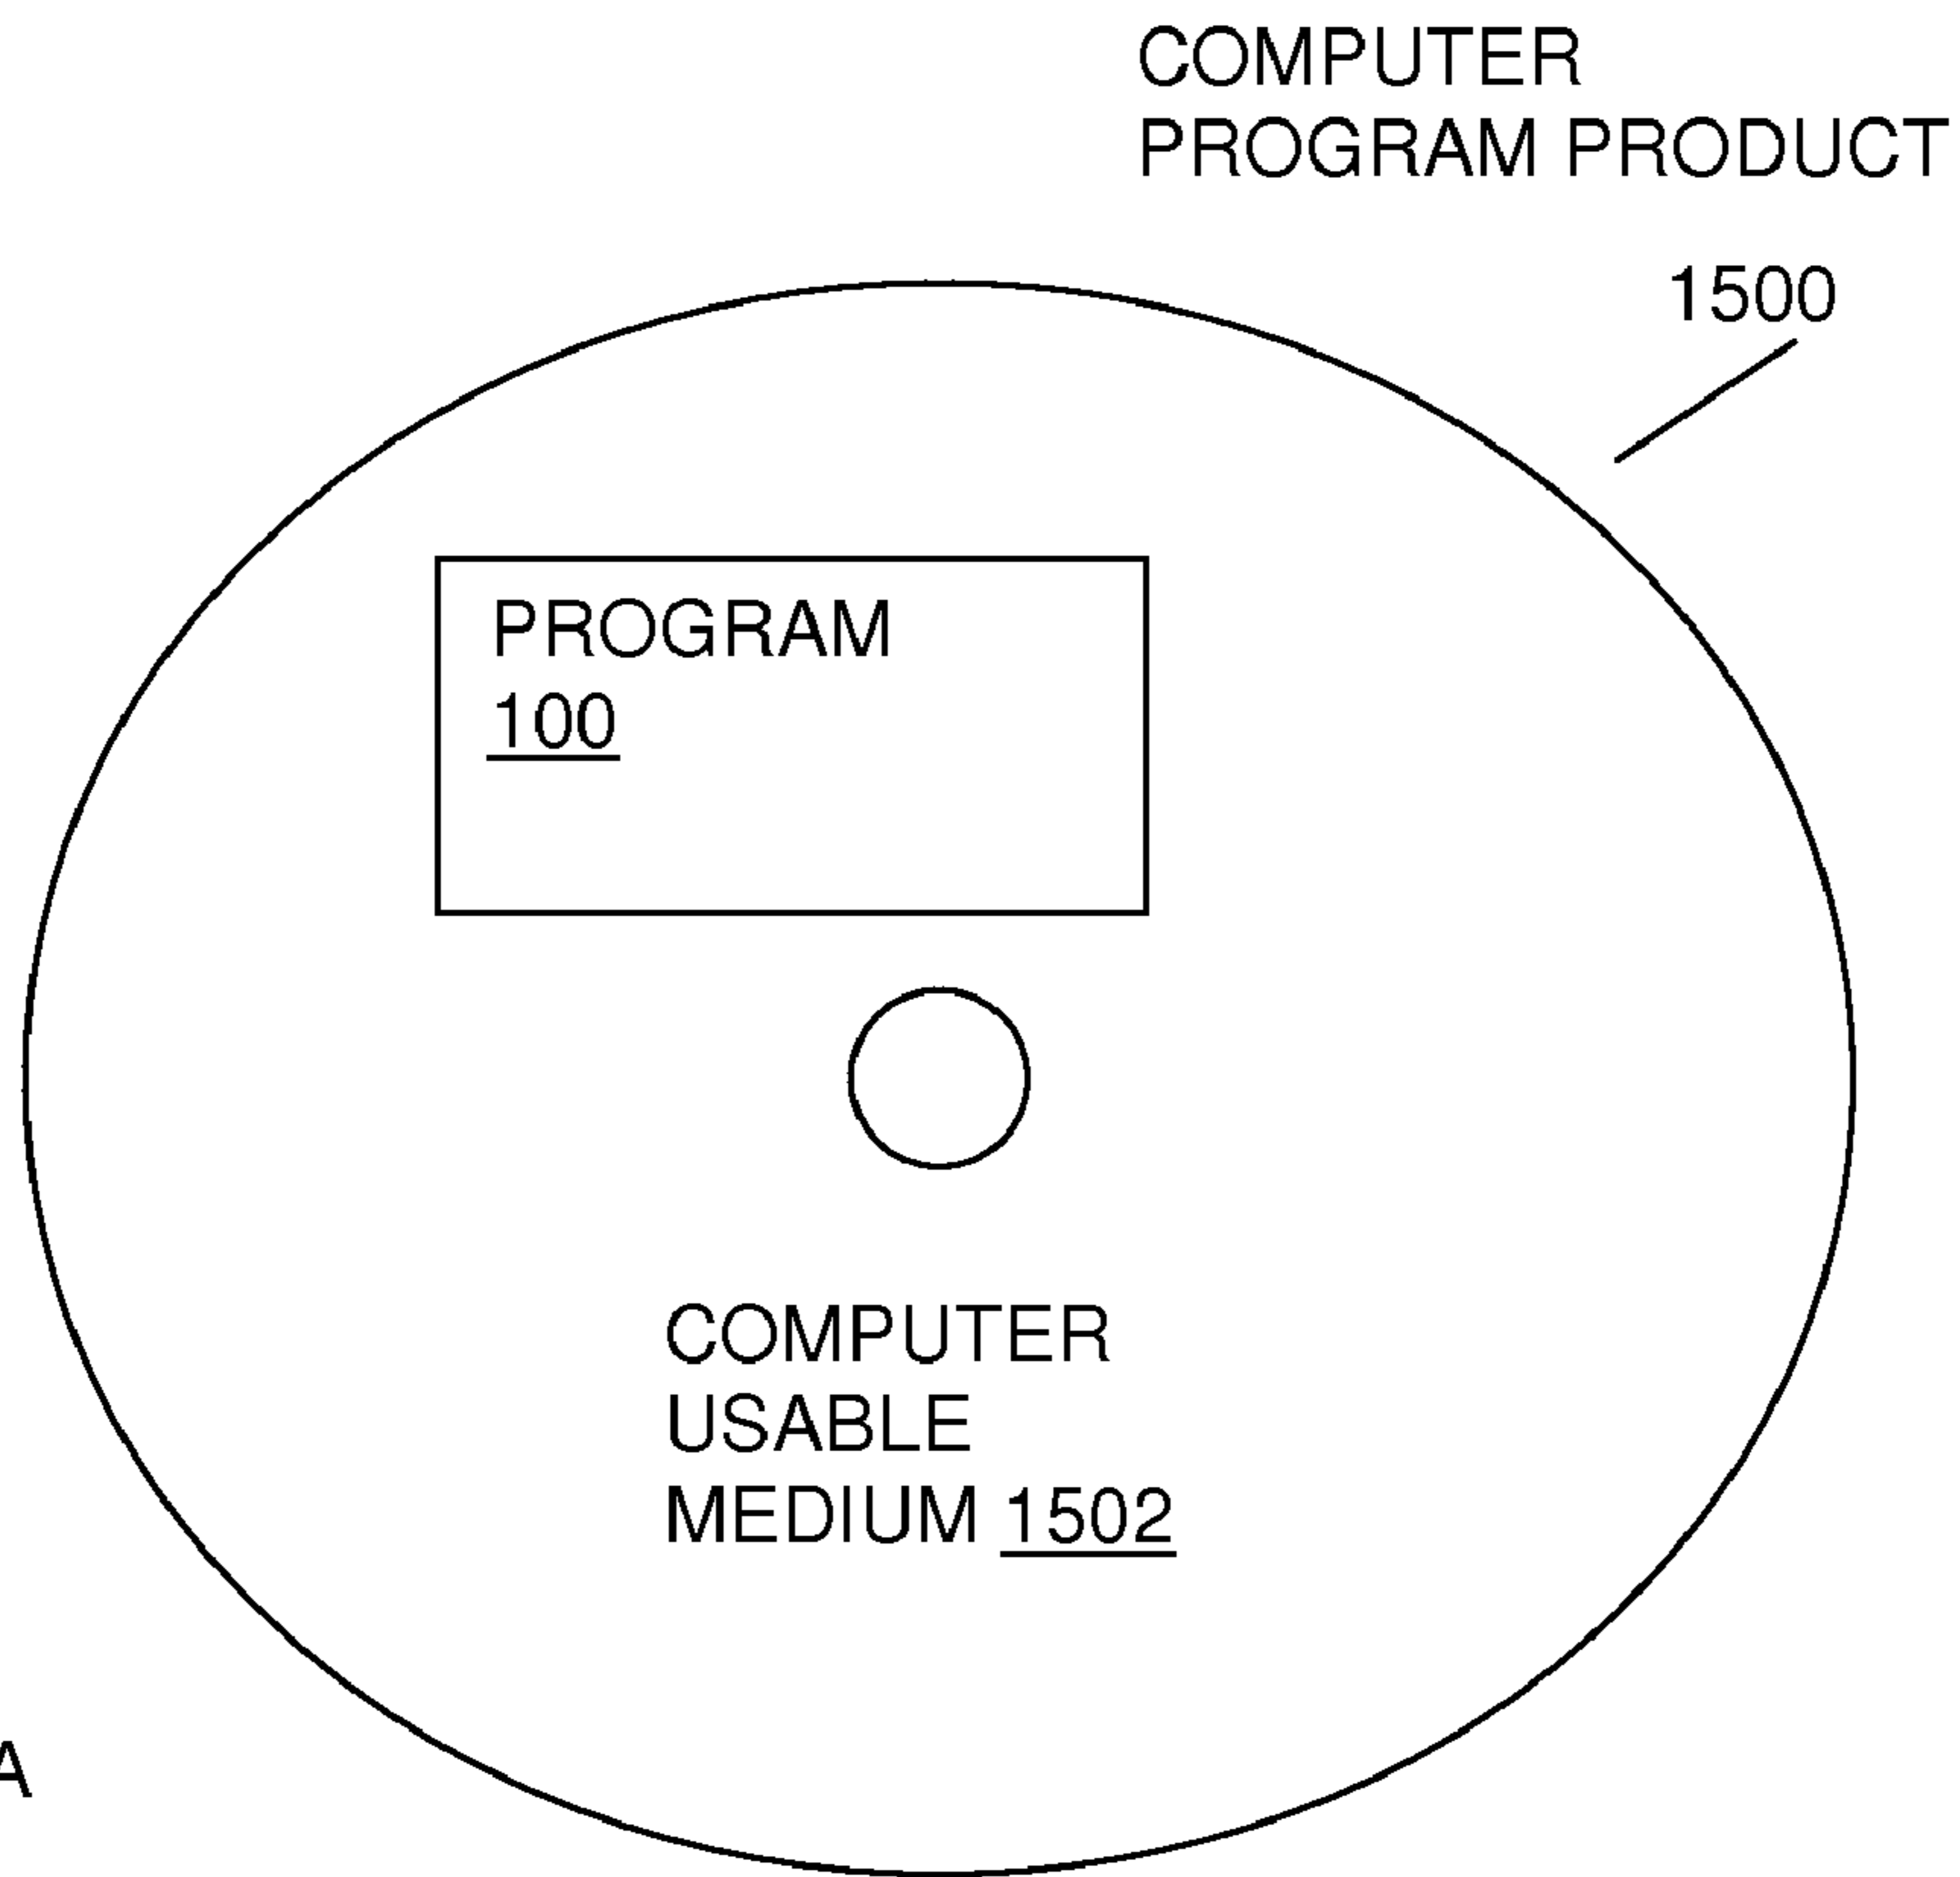 COMPUTER
PROGRAM PRODUCT
1500
PROGRAM
100
COMPUTER
USABLE
MEDIUM 1502
A